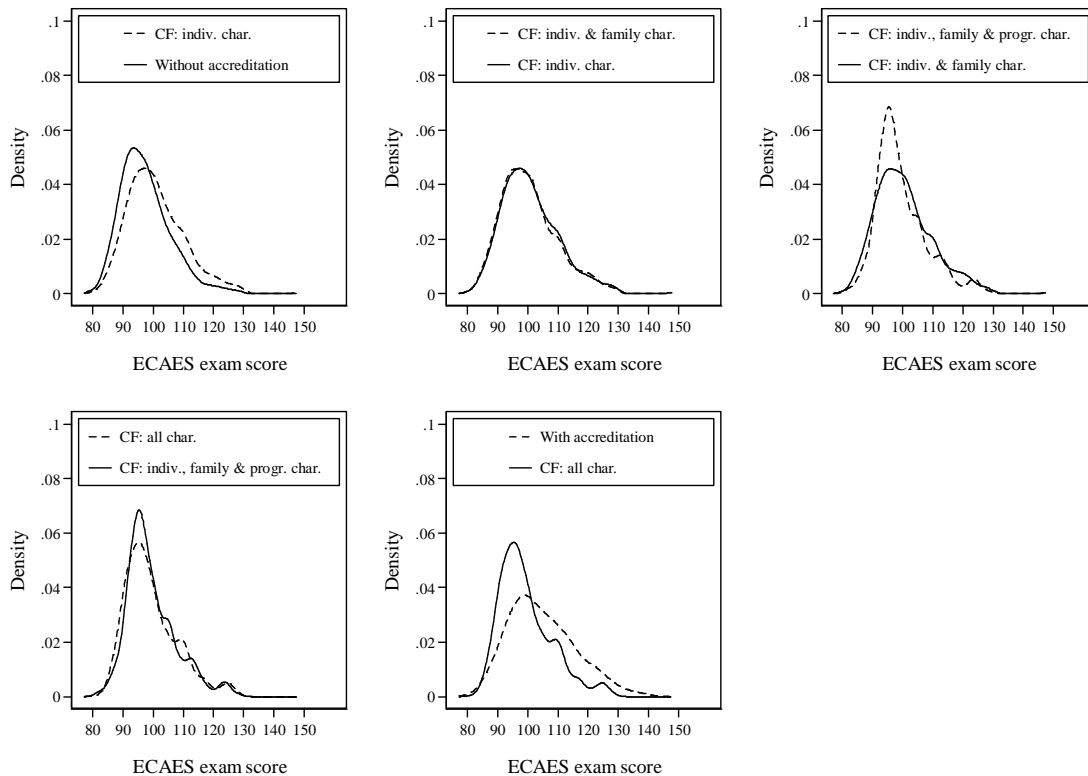 .1
.08
.06
.04
.02
0
Density
CF: indiv. char.
Without accreditation
80 90 100 110 120 130 140 150
ECAES exam score
.1
.08
.06
.04
.02
0
Density
CF: indiv. & family char.
CF: indiv. char.
80 90 100 110 120 130 140 150
ECAES exam score
.1
.08
.06
.04
.02
0
Density
CF: indiv., family & progr. char.
CF: indiv. & family char.
80 90 100 110 120 130 140 150
ECAES exam score
.1
.08
.06
.04
.02
0
Density
CF: all char.
CF: indiv., family & progr. char.
80 90 100 110 120 130 140 150
ECAES exam score
.1
.08
.06
.04
.02
0
Density
With accreditation
CF: all char.
80 90 100 110 120 130 140 150
ECAES exam score